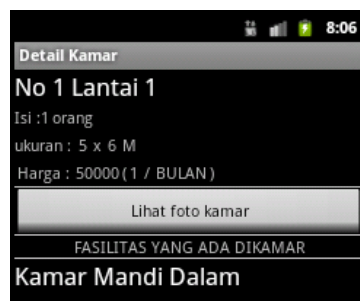 8:06
Detail Kamar
No 1 Lantai 1
Isi :1 orang
ukuran : 5 x 6 M
Harga : 50000 ( 1 / BULAN )
Lihat foto kamar
FASILITAS YANG ADA DIKAMAR
Kamar Mandi Dalam